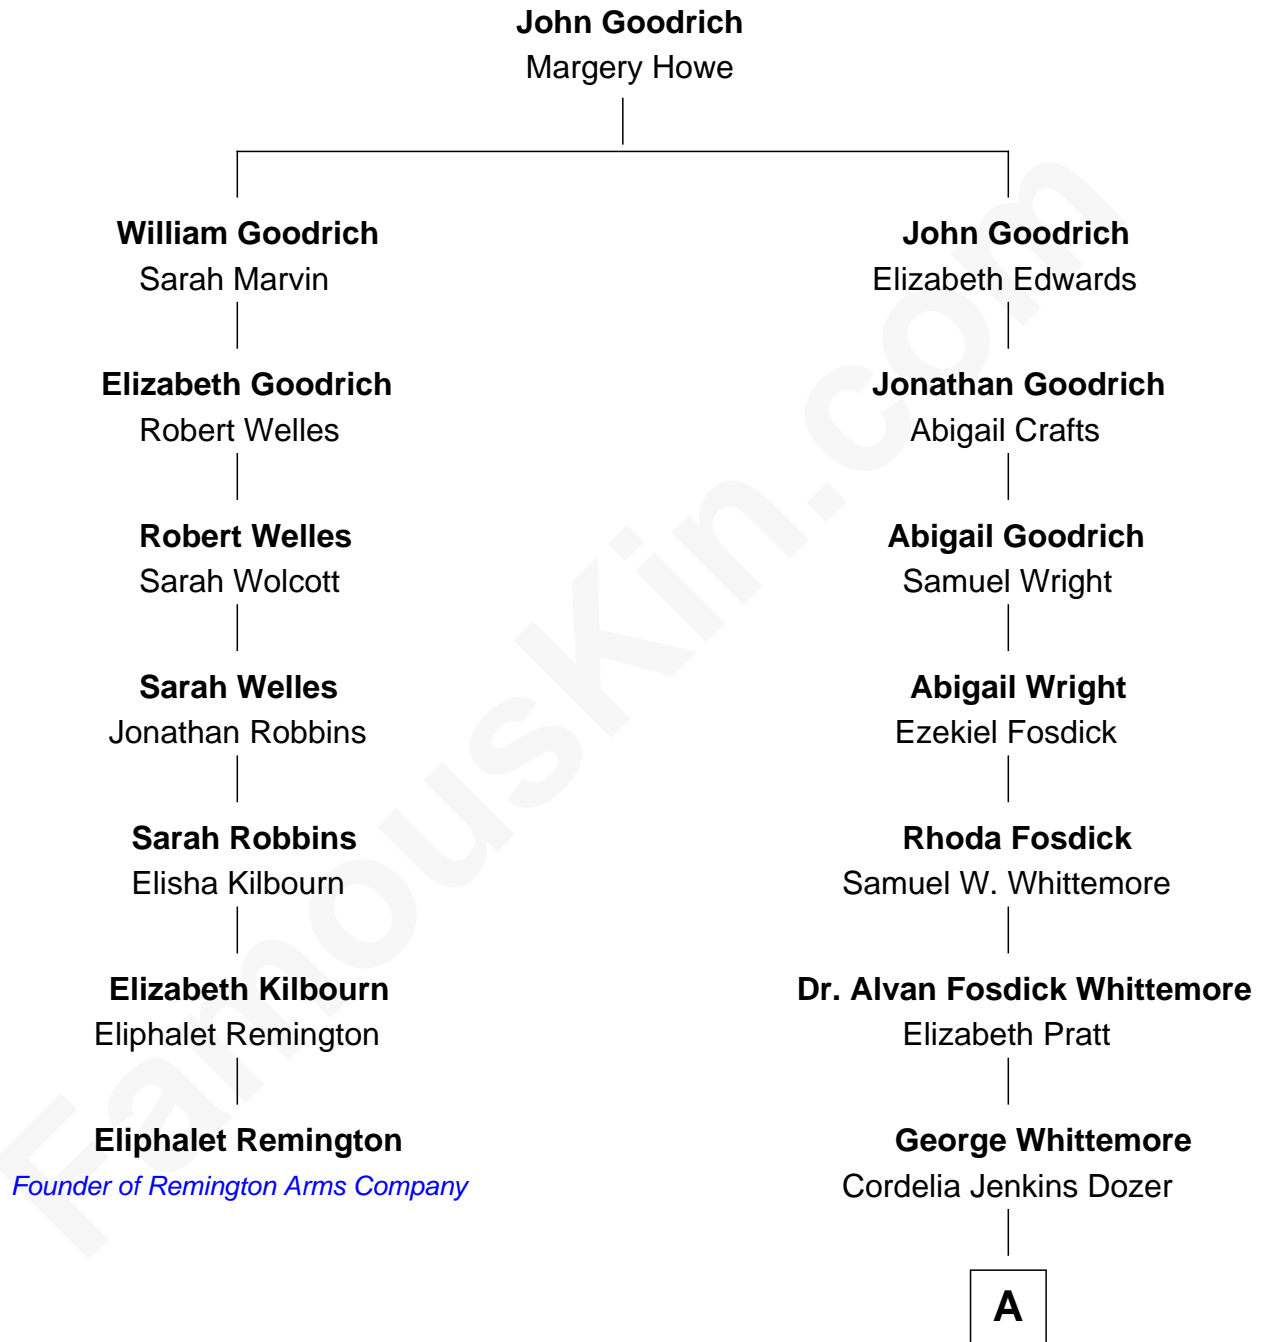 John Goodrich
Margery Howe
William Goodrich
Sarah Marvin
Elizabeth Goodrich
Robert Welles
Robert Welles
Sarah Wolcott
Sarah Welles
Jonathan Robbins
Sarah Robbins
Elisha Kilbourn
Elizabeth Kilbourn
Eliphalet Remington
Eliphalet Remington
Founder of Remington Arms Company
John Goodrich
Elizabeth Edwards
Jonathan Goodrich
Abigail Crafts
Abigail Goodrich
Samuel Wright
Abigail Wright
Ezekiel Fosdick
Rhoda Fosdick
Samuel W. Whittemore
Dr. Alvan Fosdick Whittemore
Elizabeth Pratt
George Whittemore
Cordelia Jenkins Dozer
A
FamousKin.com